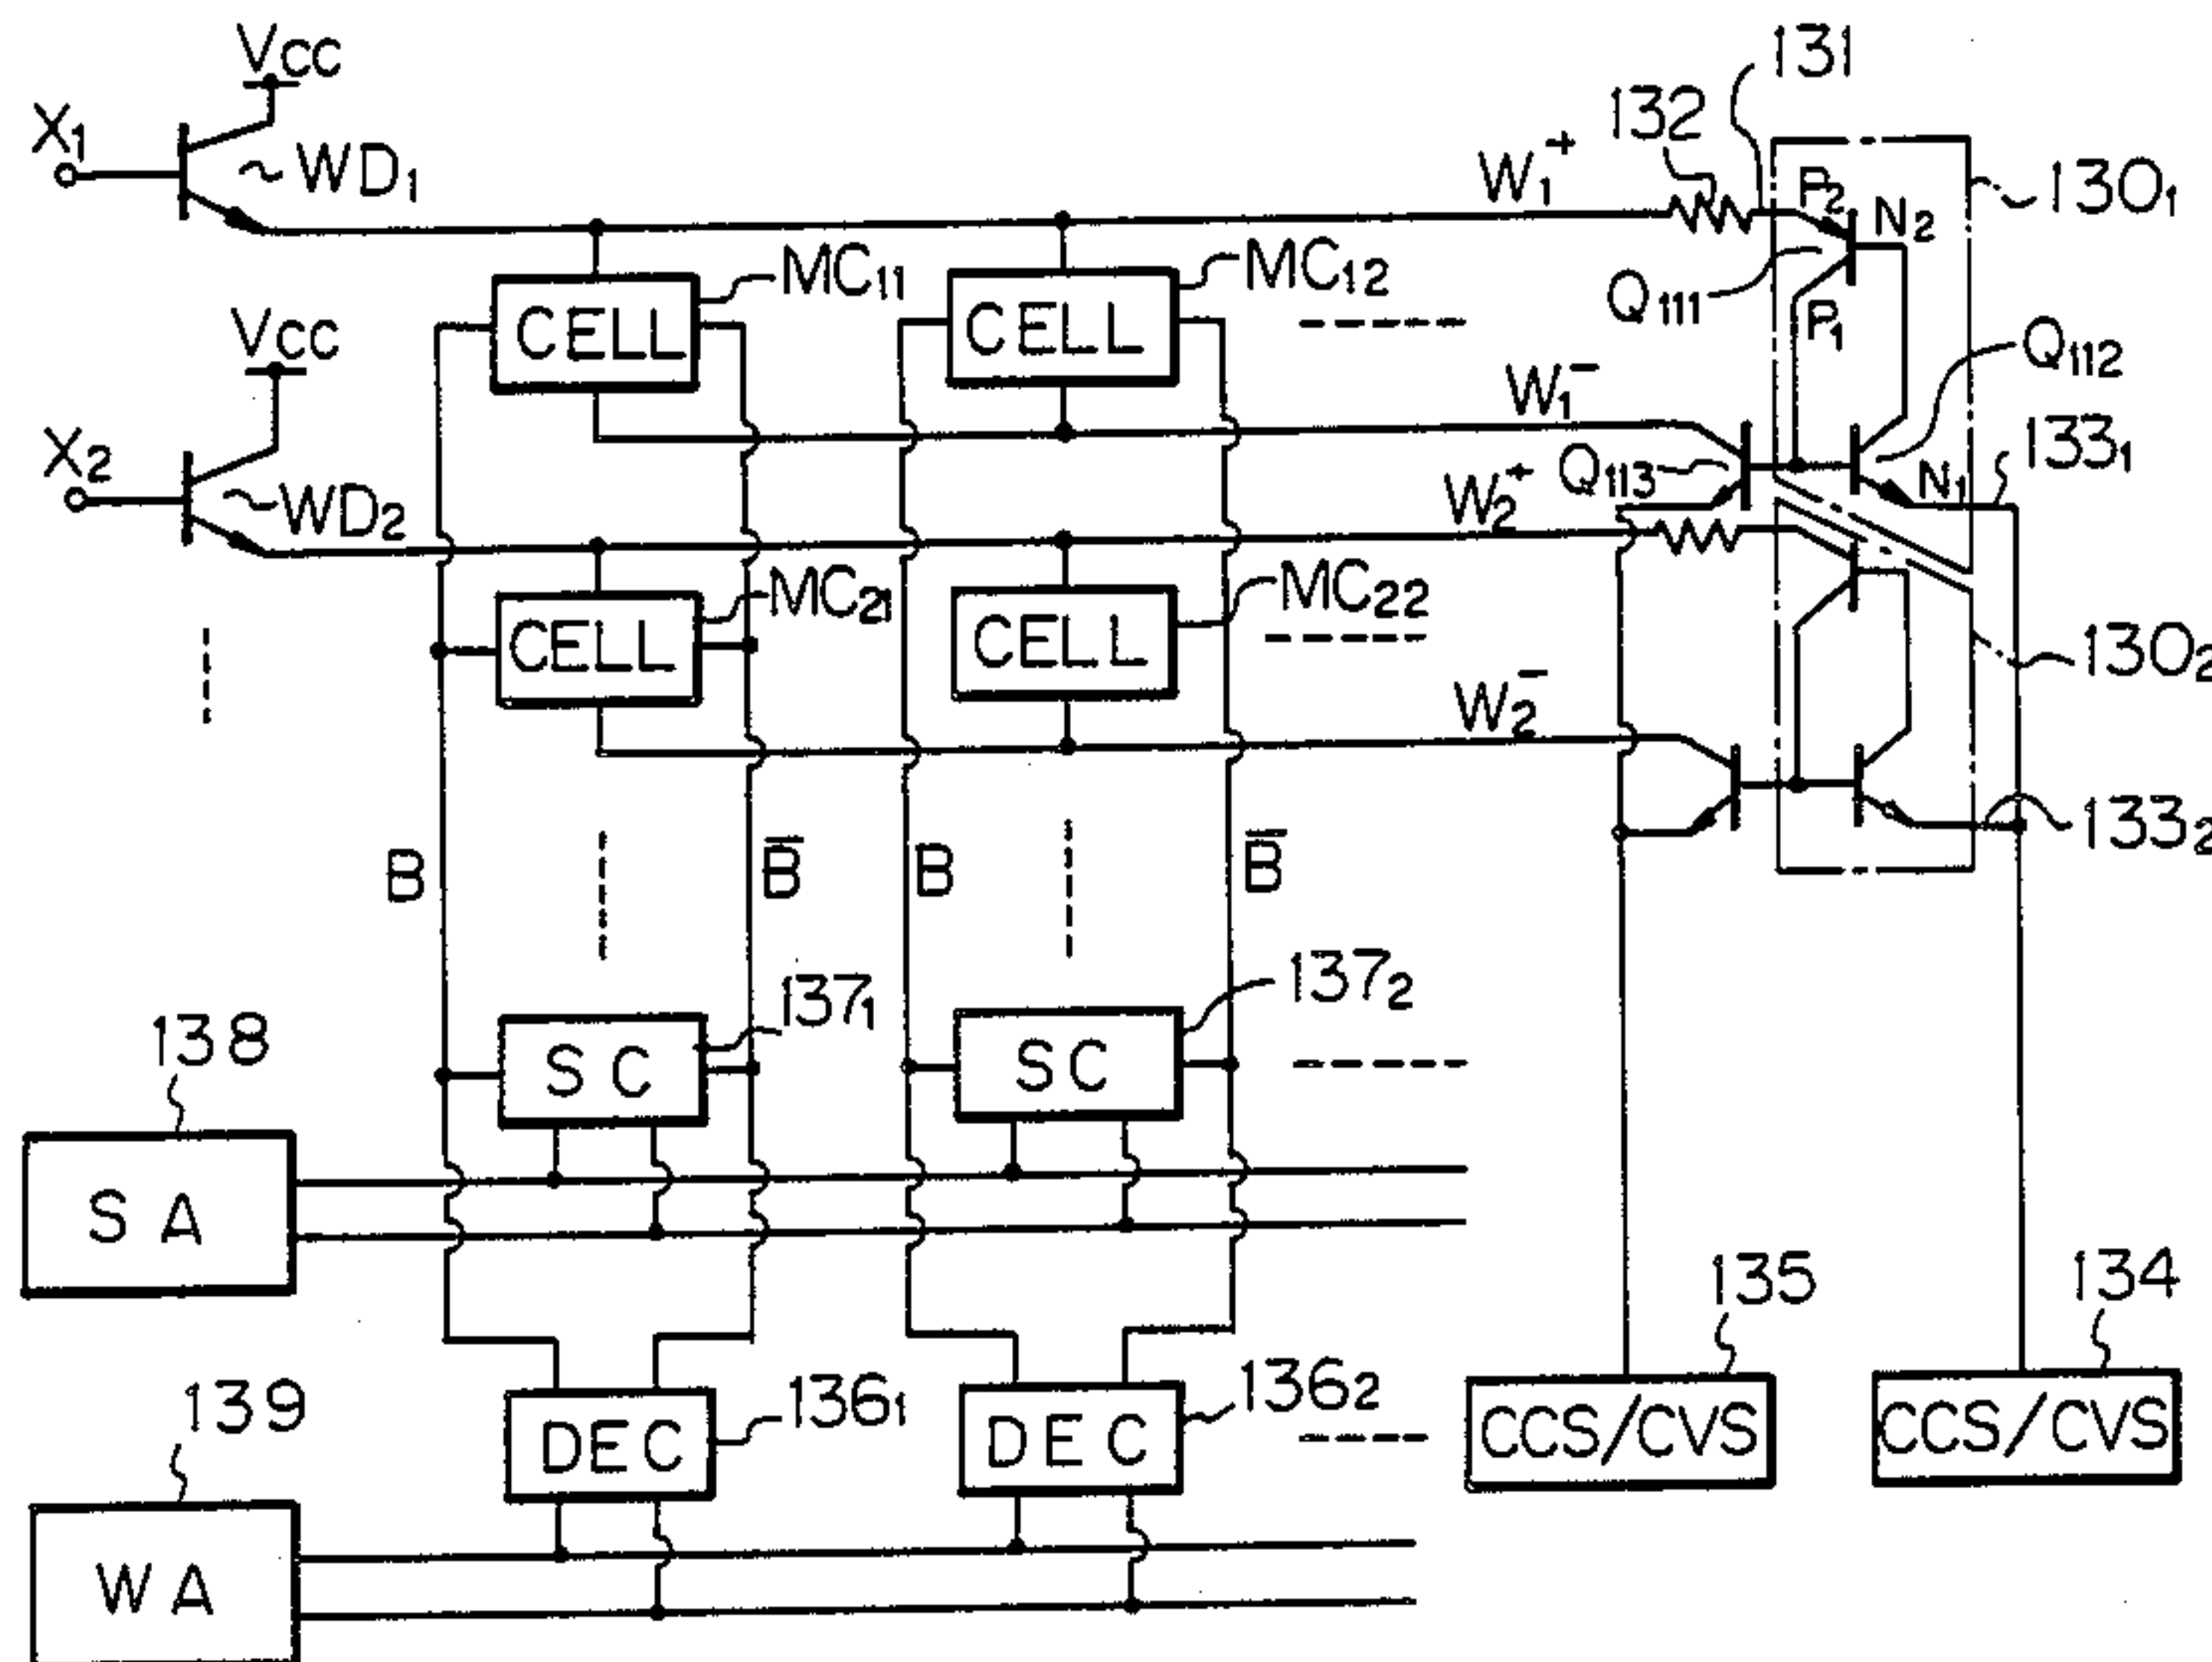 Vcc
X1
WD1
Vcc
X2
WD2
W1+
132
131
P2
N2
1301
Q111
P1
MC11
MC12
CELL
CELL
W1-
Q112
Q113
N1
1331
W2+
MC21
MC22
CELL
CELL
1302
W2-
1332
B
B̅
B
B̅
1371
1372
SC
SC
138
SA
135
134
139
1361
1362
DEC
DEC
CCS/CVS
CCS/CVS
WA